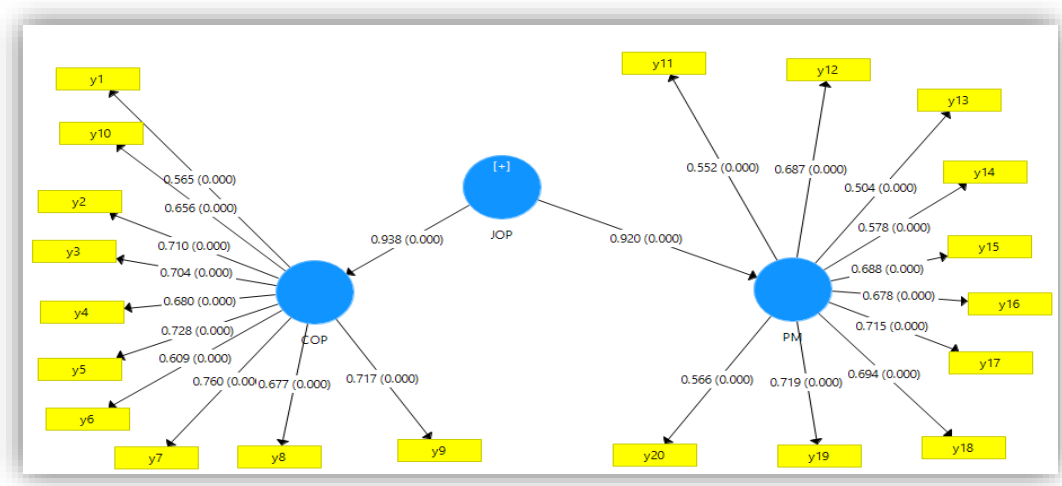 y1
y10
y2
y3
y4
y5
y6
y7
y8
y9
0.565 (0.000)
0.656 (0.000)
0.710 (0.000)
0.704 (0.000)
0.680 (0.000)
0.728 (0.000)
0.609 (0.000)
0.760 (0.00
0.677 (0.000)
0.717 (0.000)
COP
0.938 (0.000)
[+]
JOP
0.920 (0.000)
PM
y11
y12
y13
y14
y15
y16
y17
y18
y19
y20
0.552 (0.000)
0.687 (0.000)
0.504 (0.000)
0.578 (0.000)
0.688 (0.000)
0.678 (0.000)
0.715 (0.000)
0.694 (0.000)
0.719 (0.000)
0.566 (0.000)